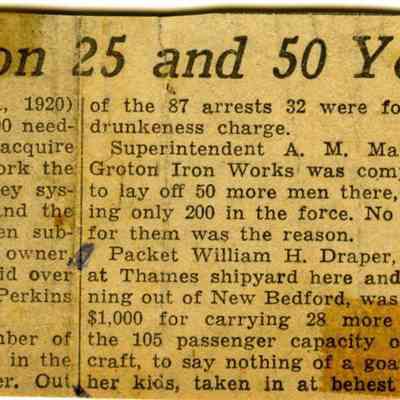 on 25 and 50 Ye
., 1920)
00 need-
acquire
ork the
ey sys-
and the
en sub-
owner,
id over
Perkins
mber of
in the
er. Out
of the 87 arrests 32 were fo
drunkeness charge.
Superintendent A. M. Ma
Groton Iron Works was comp
to lay off 50 more men there,
ing only 200 in the force. No
for them was the reason.
Packet William H. Draper,
at Thames shipyard here and
ning out of New Bedford, was
$1,000 for carrying 28 more
the 105 passenger capacity o
craft, to say nothing of a goa
her kids, taken in at behest